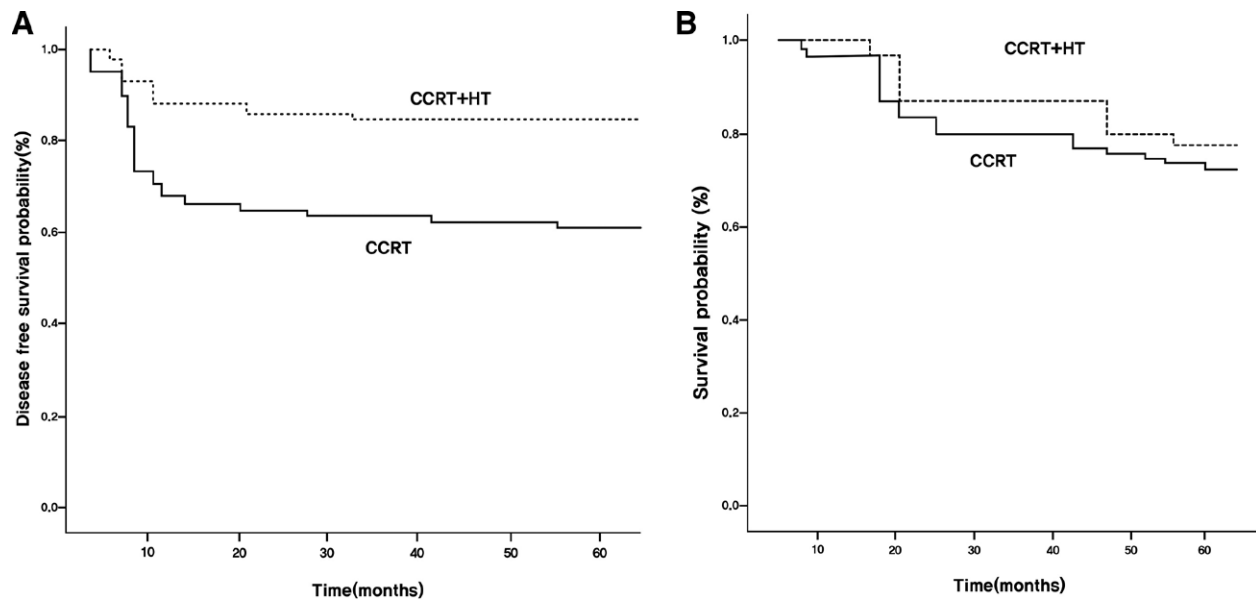 A
Disease free survival probability(%)
1.0
0.8
0.6
0.4
0.2
0.0
CCRT+HT
CCRT
10 20 30 40 50 60
Time(months)
B
Survival probability (%)
1.0
0.8
0.6
0.4
0.2
0.0
CCRT+HT
CCRT
10 20 30 40 50 60
Time(months)